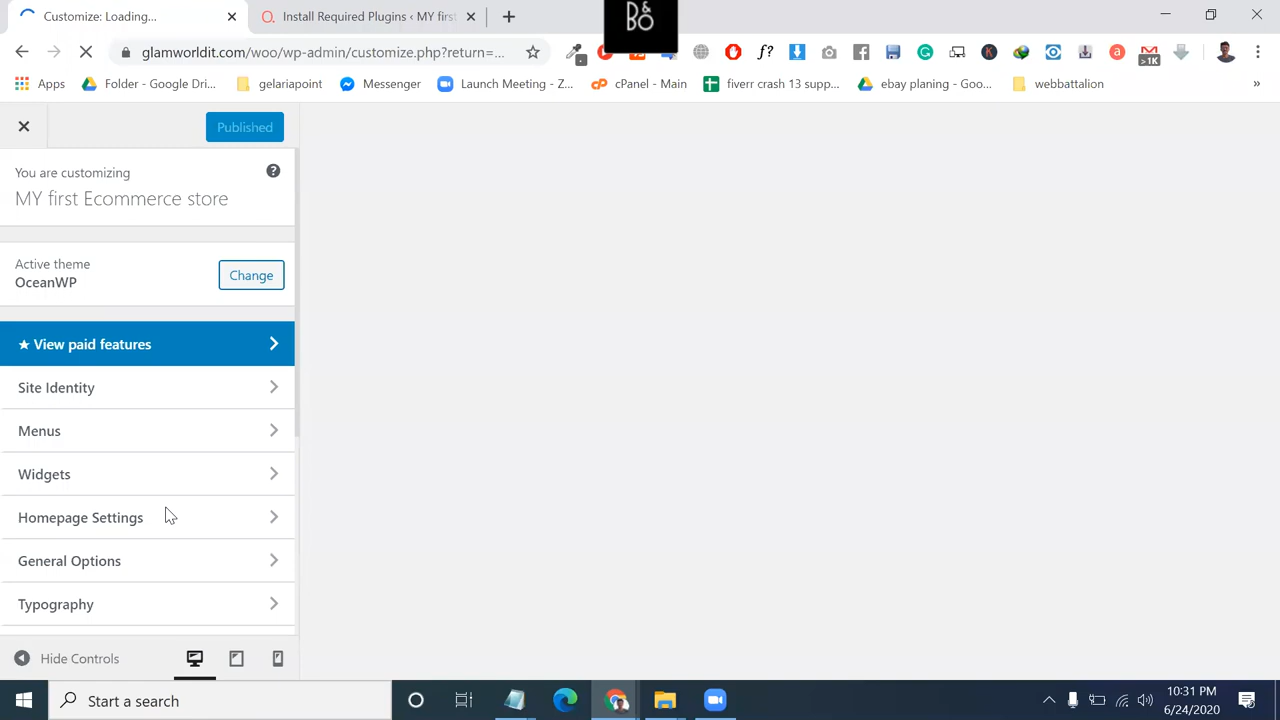 Customize: Loading...
Install Required Plugins ‹ MY first
B&
BO
glamworldit.com/woo/wp-admin/customize.php?return=...
f?
>1K
Apps
Folder - Google Dri...
gelariapoint
Messenger
Launch Meeting - Z...
cPanel - Main
fiverr crash 13 supp...
ebay planing - Goo...
webbattalion
»
Published
You are customizing
MY first Ecommerce store
Active theme
OceanWP
Change
★ View paid features
Site Identity
Menus
Widgets
Homepage Settings
General Options
Typography
Hide Controls
Start a search
10:31 PM
6/24/2020